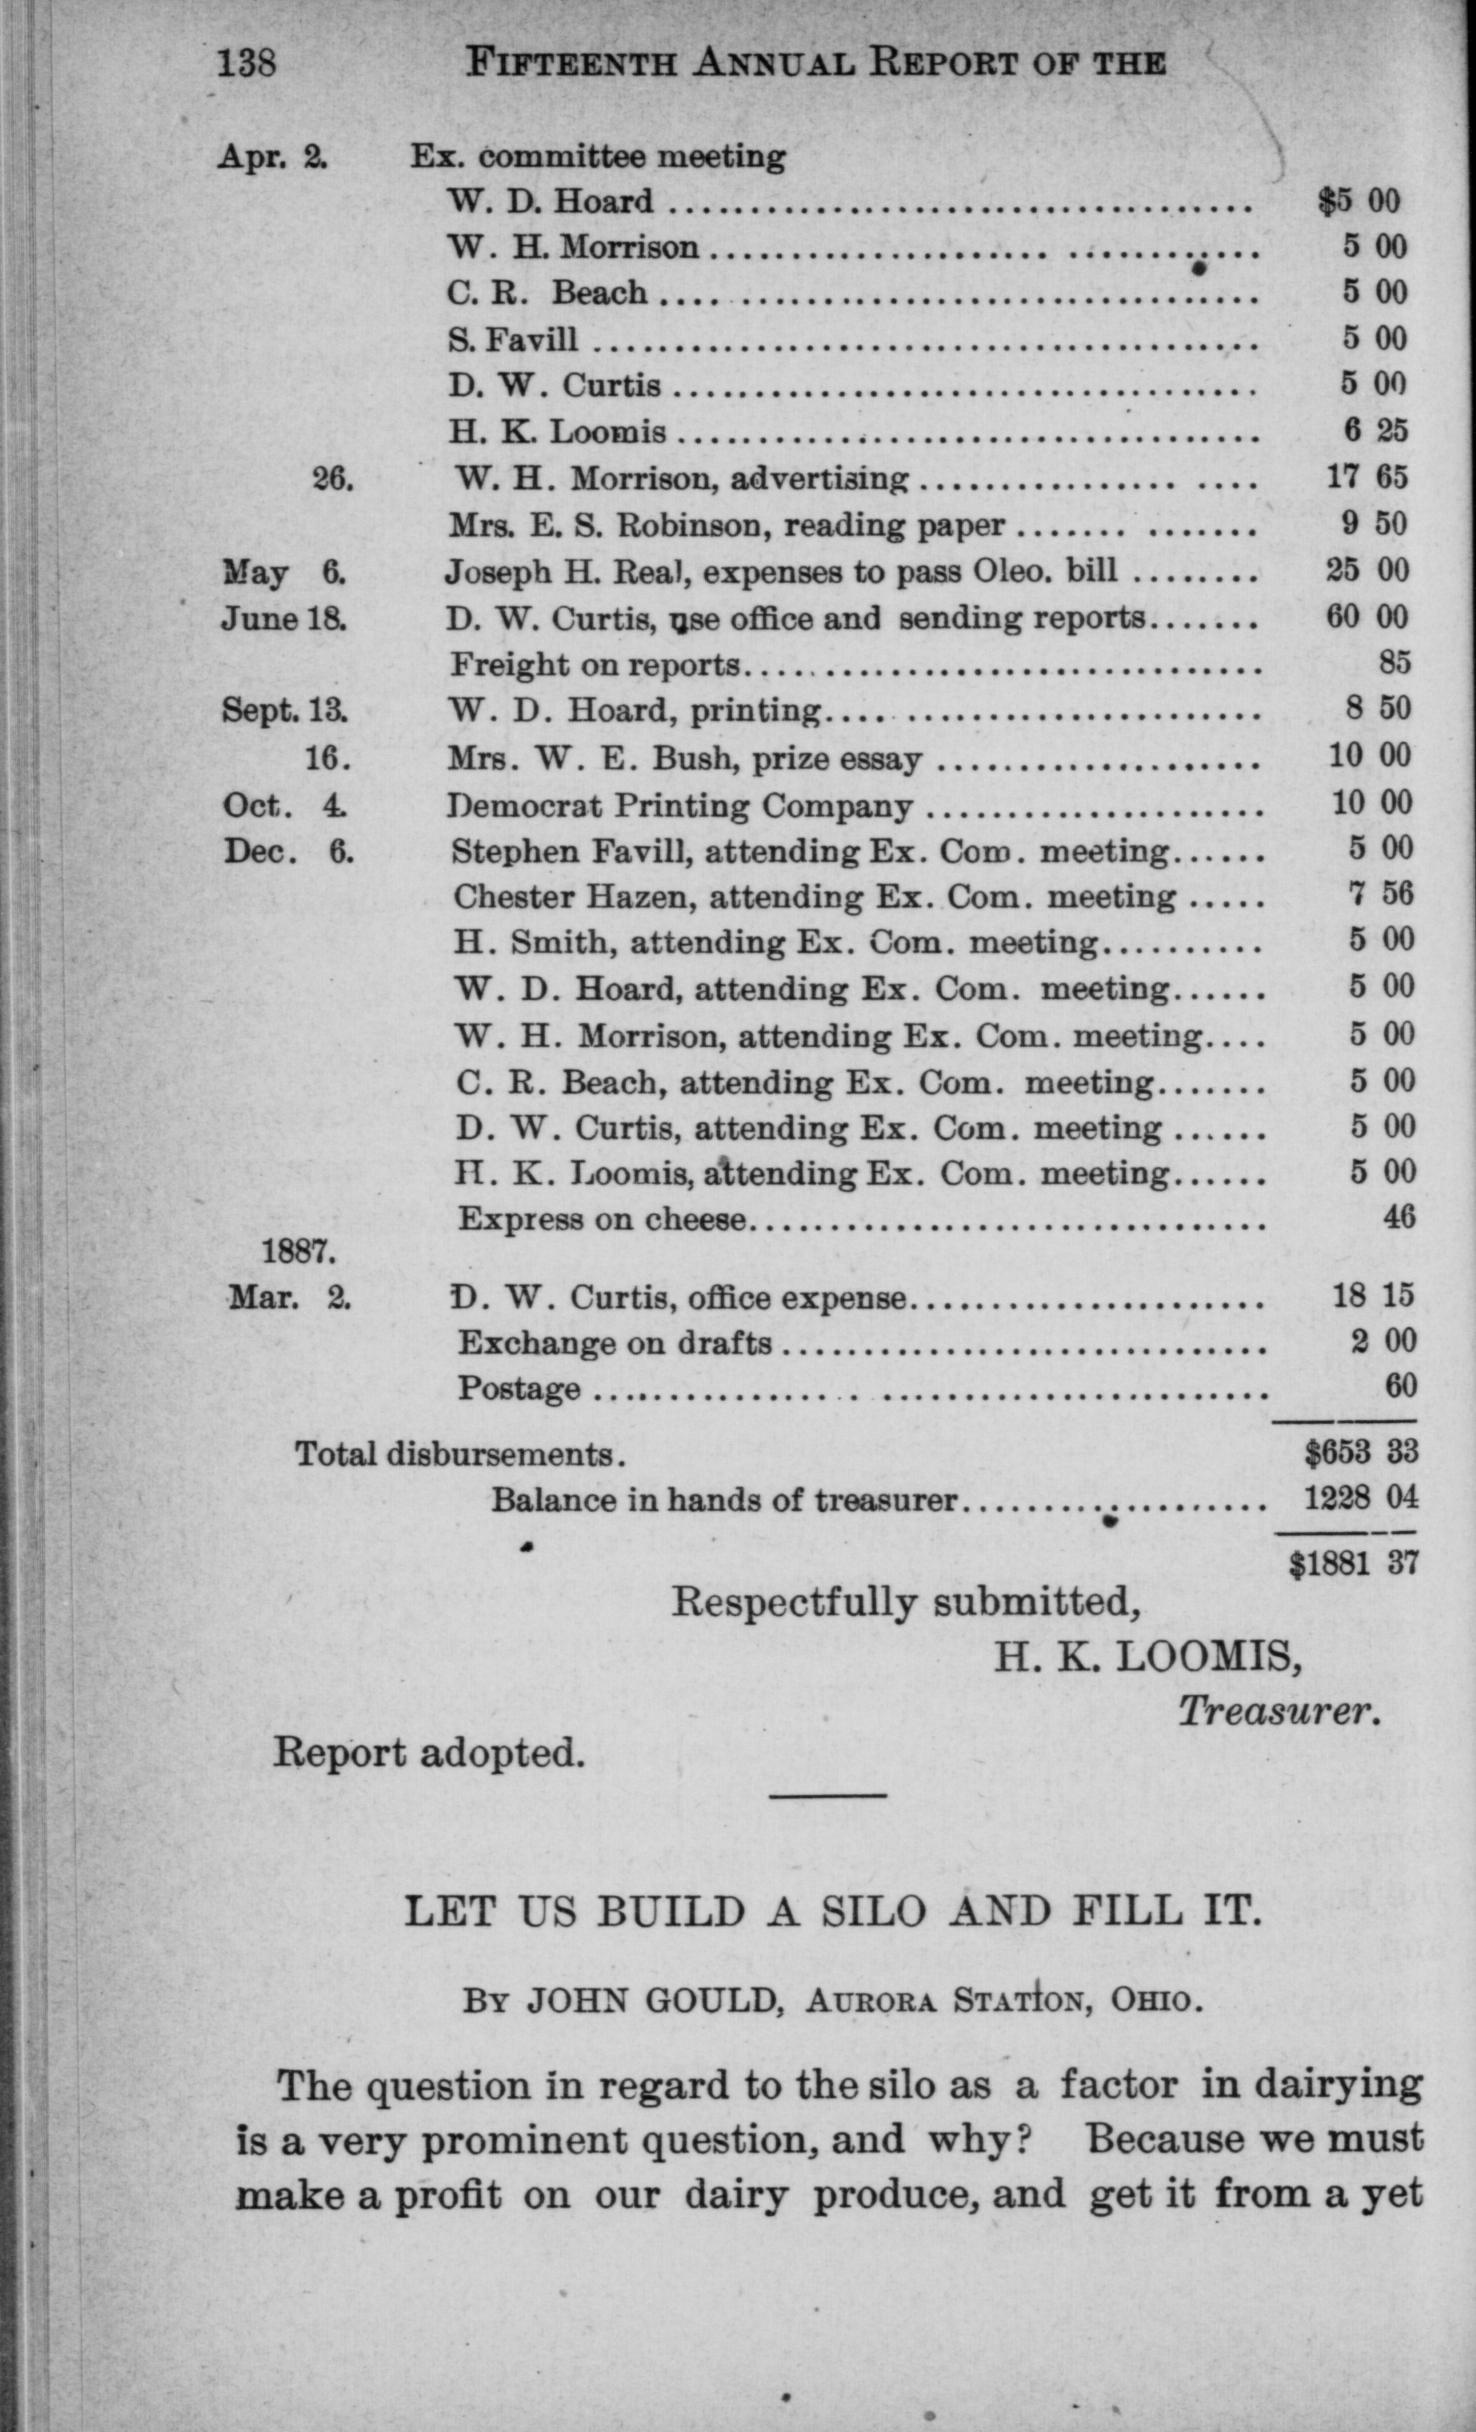 138 FIFTEENTH ANNUAL REPORT OF THE
Apr. 2. Ex. committee meeting
W. D. Hoard ........ $5 00
W. H. Morrison ........ 5 00
C. R. Beach ........ 5 00
S. Favill ........ 5 00
D. W. Curtis ........ 5 00
H. K. Loomis ........ 6 25
26. W. H. Morrison, advertising ........ 17 65
Mrs. E. S. Robinson, reading paper ........ 9 50
May 6. Joseph H. Real, expenses to pass Oleo. bill ........ 25 00
June 18. D. W. Curtis, use office and sending reports....... 60 00
Freight on reports........ 85
Sept. 13. W. D. Hoard, printing........ 8 50
16. Mrs. W. E. Bush, prize essay ........ 10 00
Oct. 4. Democrat Printing Company ........ 10 00
Dec. 6. Stephen Favill, attending Ex. Com. meeting...... 5 00
Chester Hazen, attending Ex. Com. meeting ..... 7 56
H. Smith, attending Ex. Com. meeting.......... 5 00
W. D. Hoard, attending Ex. Com. meeting...... 5 00
W. H. Morrison, attending Ex. Com. meeting.... 5 00
C. R. Beach, attending Ex. Com. meeting....... 5 00
D. W. Curtis, attending Ex. Com. meeting ...... 5 00
H. K. Loomis, attending Ex. Com. meeting...... 5 00
Express on cheese........ 46
1887.
Mar. 2. D. W. Curtis, office expense........ 18 15
Exchange on drafts ........ 2 00
Postage ........ 60
Total disbursements. $653 33
Balance in hands of treasurer........ 1228 04
$1881 37
Respectfully submitted,
H. K. LOOMIS,
Treasurer.
Report adopted.
LET US BUILD A SILO AND FILL IT.
BY JOHN GOULD, AURORA STATION, OHIO.
The question in regard to the silo as a factor in dairying
is a very prominent question, and why? Because we must
make a profit on our dairy produce, and get it from a yet